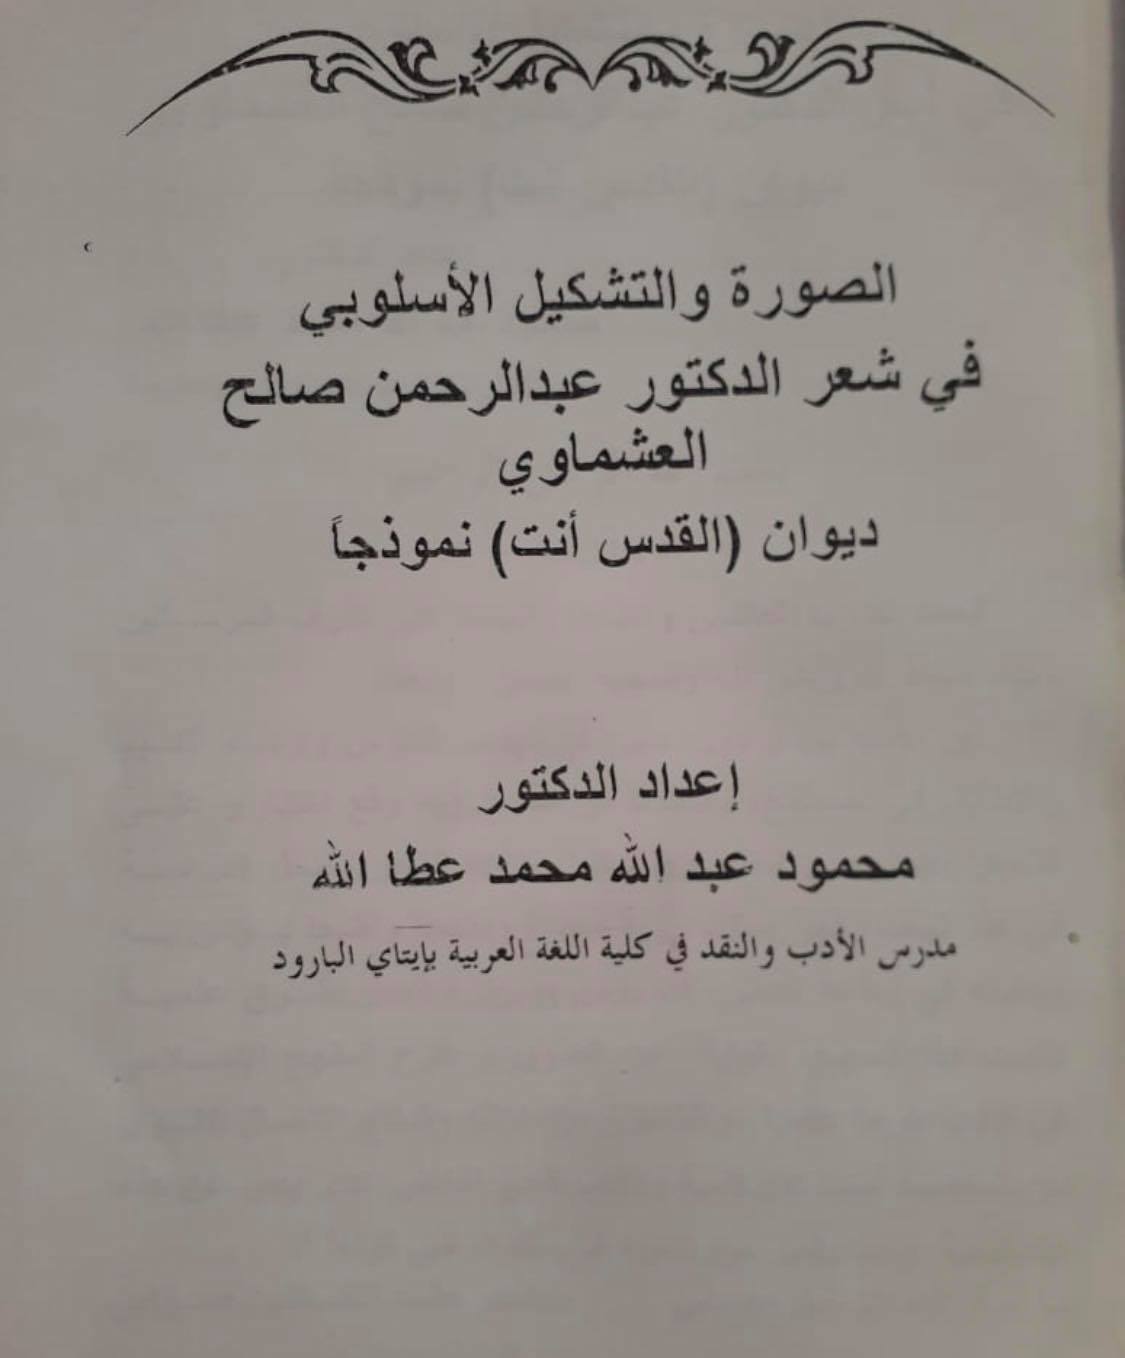 الصورة والتشكيل الأسلوبي
في شعر الدكتور عبدالرحمن صالح
العشماوي
ديوان (القدس أنت) نموذجاً
إعداد الدكتور
محمود عبد الله محمد عطا الله
مدرس الأدب والنقد في كلية اللغة العربية بإيتاي البارود